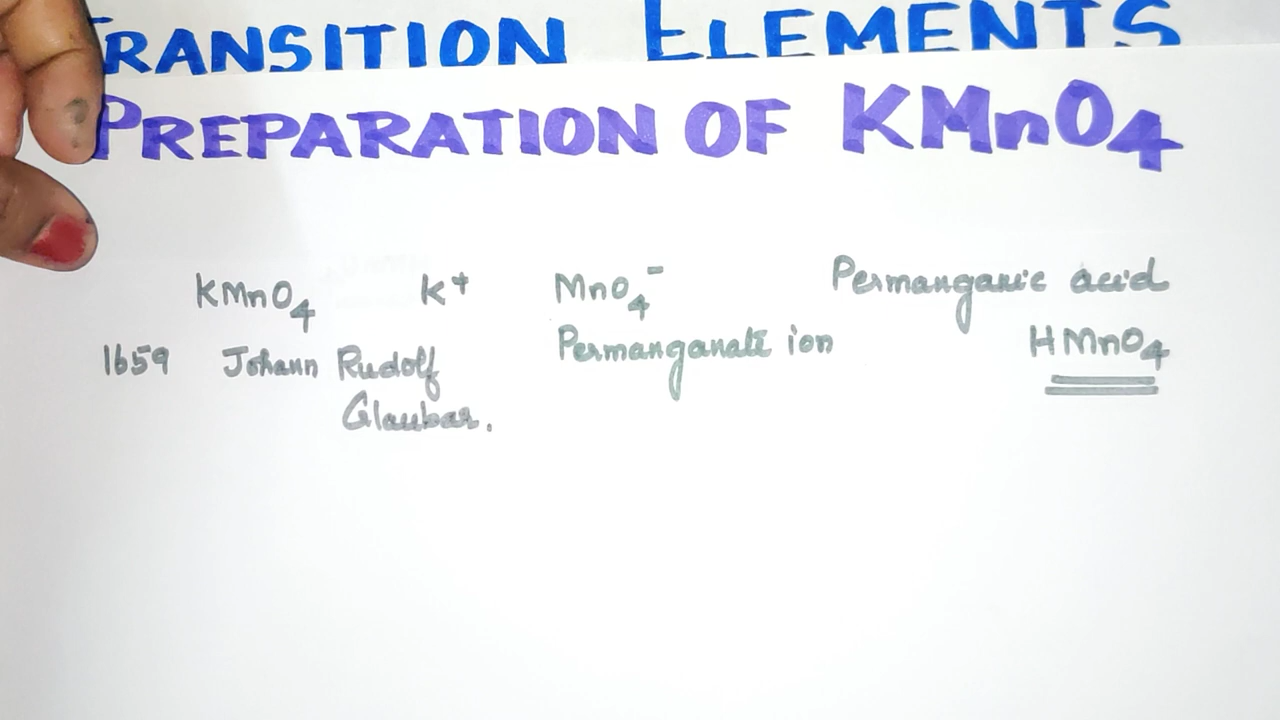 TRANSITION ELEMENTS
PREPARATION OF KMnO4
KMnO4 K+ MnO4- Permanganic acid
Permanganate ion HMnO4
1659 Johann Rudolf
Glaubar.